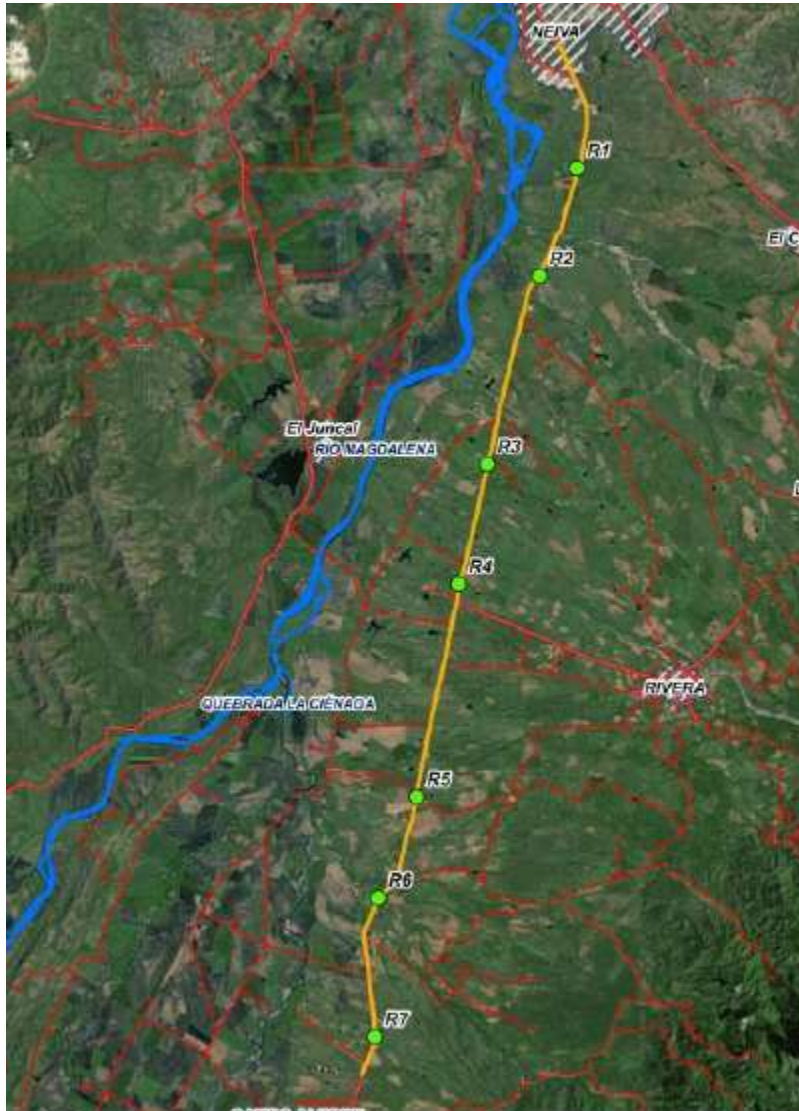 NEIVA
R1
El C
R2
El Juncal
RIO MAGDALENA
R3
R4
RIVERA
QUEBRADA LA CIÉNAGA
R5
R6
R7